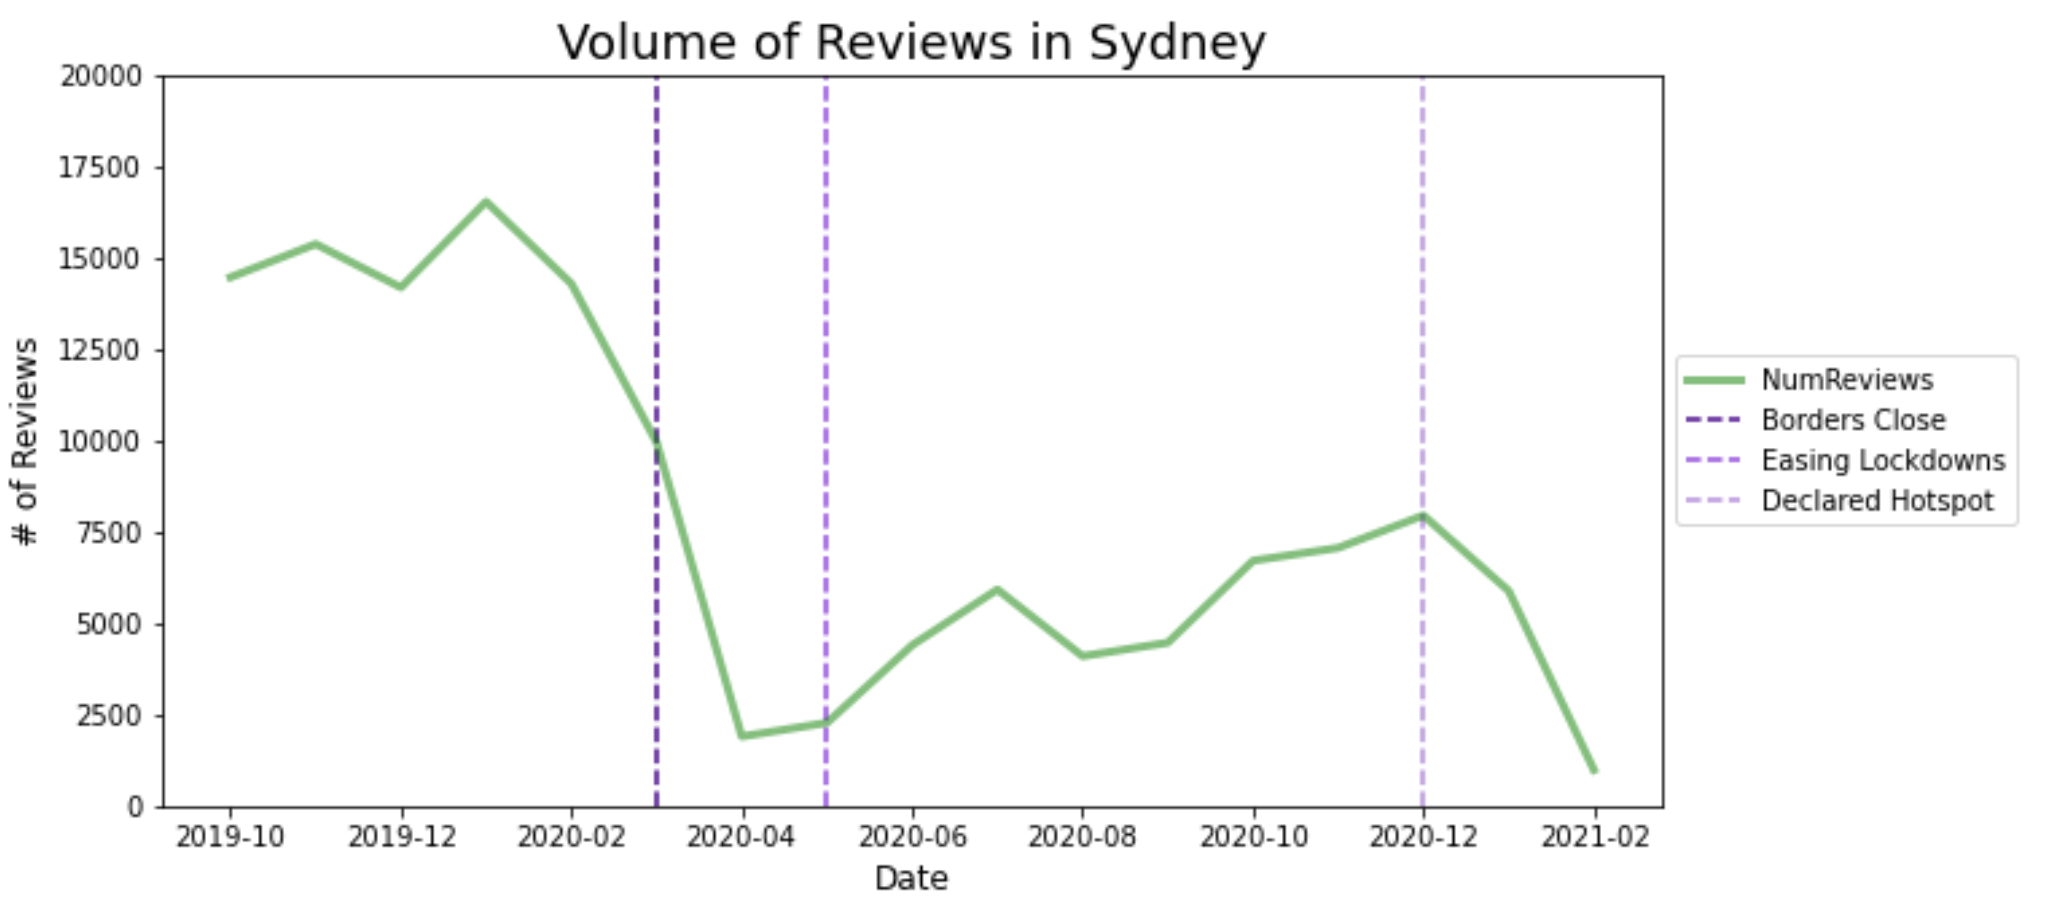 Volume of Reviews in Sydney
20000
17500
15000
12500
10000
7500
5000
2500
0
# of Reviews
2019-10 2019-12 2020-02 2020-04 2020-06 2020-08 2020-10 2020-12 2021-02
Date
NumReviews
Borders Close
Easing Lockdowns
Declared Hotspot